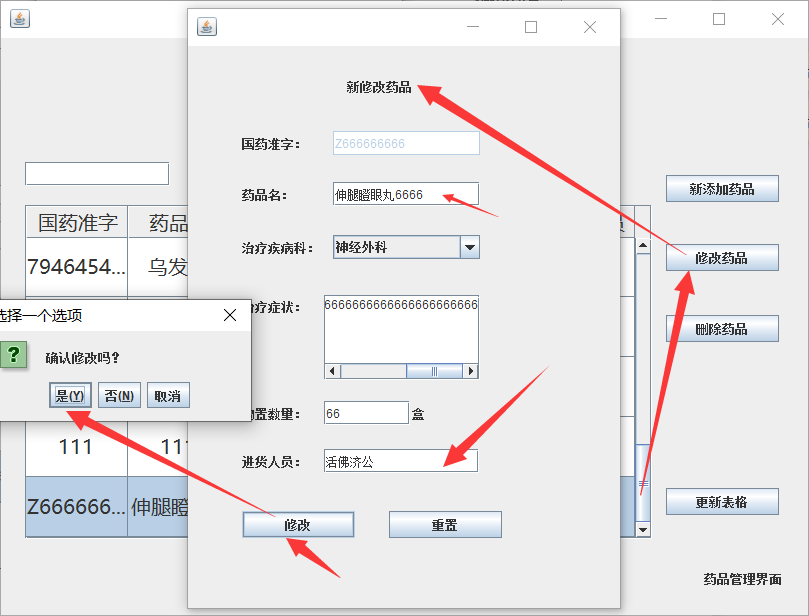 新修改药品
国药准字：
Z666666666
药品名：
伸腿瞪眼丸6666
治疗疾病科：
神经外科
疗症状：
6666666666666666666666
置数量：
66
盒
进货人员：
活佛济公
修改
重置
国药准字
药品
7946454...
乌发
111
11
Z666666...
伸腿瞪
选择一个选项
确认修改吗?
是(Y)
否(N)
取消
新添加药品
修改药品
删除药品
更新表格
药品管理界面